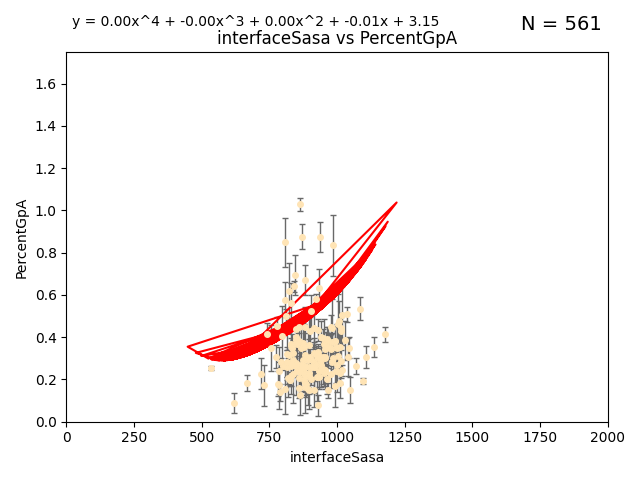 y = 0.00x^4 + -0.00x^3 + 0.00x^2 + -0.01x + 3.15
N = 561
interfaceSasa vs PercentGpA
PercentGpA
1.6
1.4
1.2
1.0
0.8
0.6
0.4
0.2
0.0
0 250 500 750 1000 1250 1500 1750 2000
interfaceSasa